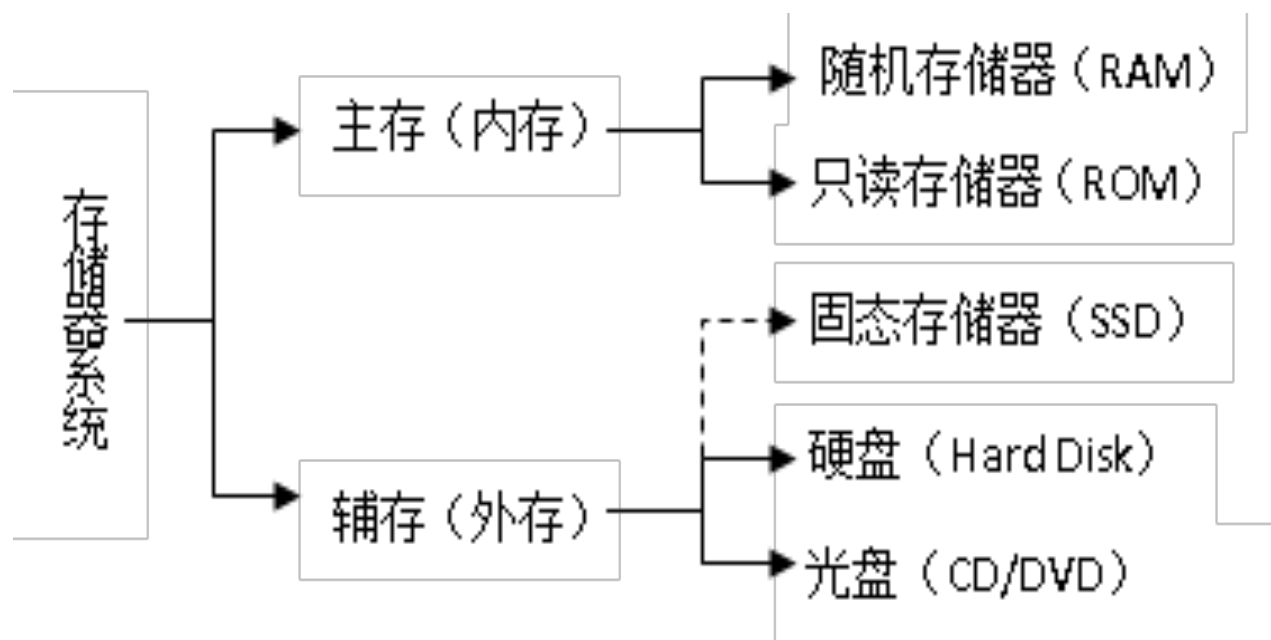 存储器系统
主存（内存）
随机存储器（RAM）
只读存储器（ROM）
辅存（外存）
固态存储器（SSD）
硬盘（Hard Disk）
光盘（CD/DVD）